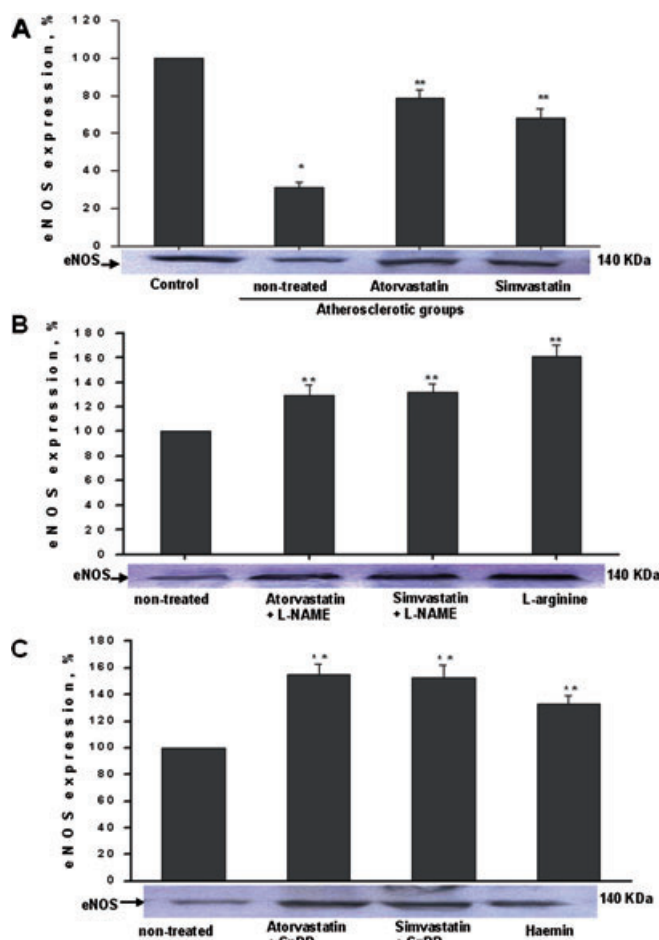 A
eNOS expression, %
120
100
80
60
40
20
0
*
**
**
eNOS
140 KDa
Control non-treated Atorvastatin Simvastatin
Atherosclerotic groups
B
eNOS expression, %
180
160
140
120
100
80
60
40
20
0
**
**
**
eNOS
140 KDa
non-treated Atorvastatin Simvastatin L-arginine
+ L-NAME + L-NAME
C
eNOS expression, %
180
160
140
120
100
80
60
40
20
0
**
**
**
eNOS
140 KDa
non-treated Atorvastatin Simvastatin Haemin